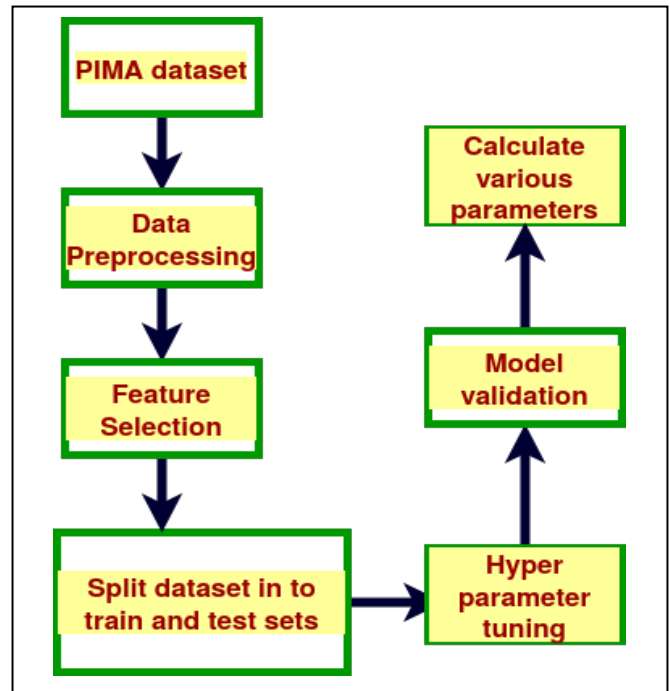 PIMA dataset
Data
Preprocessing
Feature
Selection
Split dataset in to
train and test sets
Hyper
parameter
tuning
Model
validation
Calculate
various
parameters